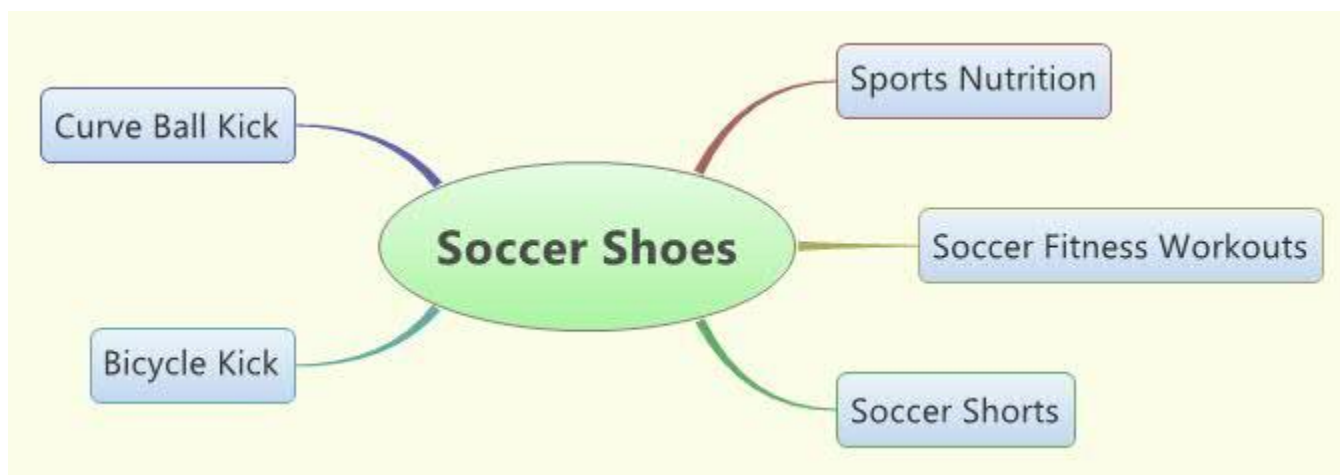 Sports Nutrition
Curve Ball Kick
Soccer Shoes
Soccer Fitness Workouts
Bicycle Kick
Soccer Shorts